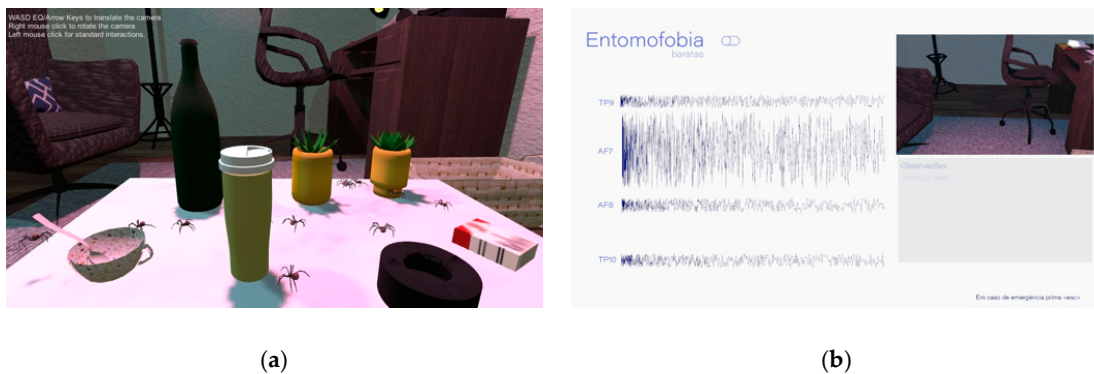 WASD EQ/Arrow Keys to translate the camera
Right mouse click to rotate the camera
Left mouse click for standard interactions.
Entomofobia
baratas
TP9
AF7
AF8
TP10
Observações
Em caso de emergência prima <esc>
(a)
(b)